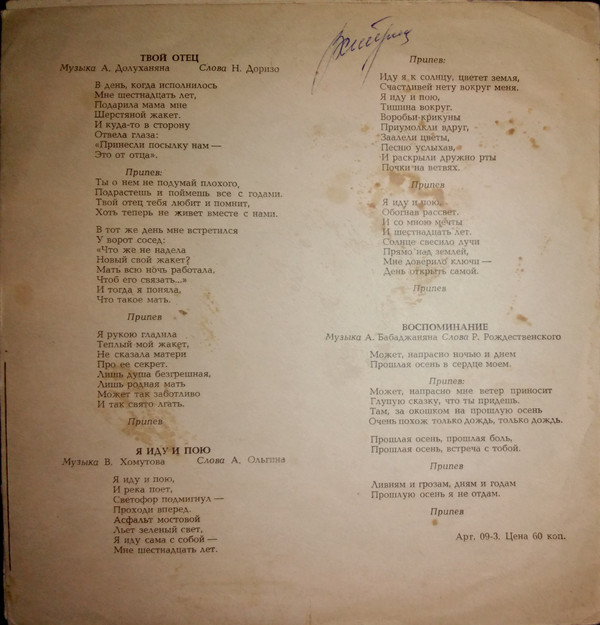 ТВОЙ ОТЕЦ
Музыка А. Долуханяна Слова Н. Доризо
В день, когда исполнилось
Мне шестнадцать лет,
Подарила мама мне
Шерстяной жакет.
И куда-то в сторону
Отвела глаза:
«Принесли посылку нам —
Это от отца».
Припев:
Ты о нем не подумай плохого,
Подрастешь и поймешь все с годами.
Твой отец тебя любит и помнит,
Хоть теперь не живет вместе с нами.
В тот же день мне встретился
У ворот сосед:
«Что же не надела
Новый свой жакет?
Мать всю ночь работала,
Чтоб его связать...»
И тогда я поняла,
Что такое мать.
Припев
Я рукою гладила
Теплый мой жакет,
Не сказала матери
Про ее секрет.
Лишь душа безгрешная,
Лишь родная мать
Может так заботливо
И так свято лгать.
Припев
Я ИДУ И ПОЮ
Музыка В. Хомутова Слова А. Ольгина
Я иду и пою,
И река поет,
Светофор подмигнул —
Проходи вперед.
Асфальт мостовой
Льет зеленый свет,
Я иду сама с собой —
Мне шестнадцать лет.
Припев:
Иду я к солнцу, цветет земля,
Счастливей нету вокруг меня.
Я иду и пою,
Тишина вокруг.
Воробьи-крикуны
Приумолкли вдруг,
Заалели цветы,
Песню услыхав,
И раскрыли дружно рты
Почки на ветвях.
Припев
Я иду и пою,
Обогнав рассвет.
И со мною мечты
И шестнадцать лет.
Солнце свесило лучи
Прямо над землей,
Мне доверило ключи —
День открыть самой.
Припев
ВОСПОМИНАНИЕ
Музыка А. Бабаджаняна Слова Р. Рождественского
Может, напрасно ночью и днем
Прошлая осень в сердце моем.
Припев:
Может, напрасно мне ветер приносит
Глупую сказку, что ты придешь.
Там, за окошком на прошлую осень
Очень похож только дождь, только дождь.
Прошлая осень, прошлая боль,
Прошлая осень, встреча с тобой.
Припев
Ливням и грозам, дням и годам
Прошлую осень я не отдам.
Припев
Арт. 09-3. Цена 60 коп.